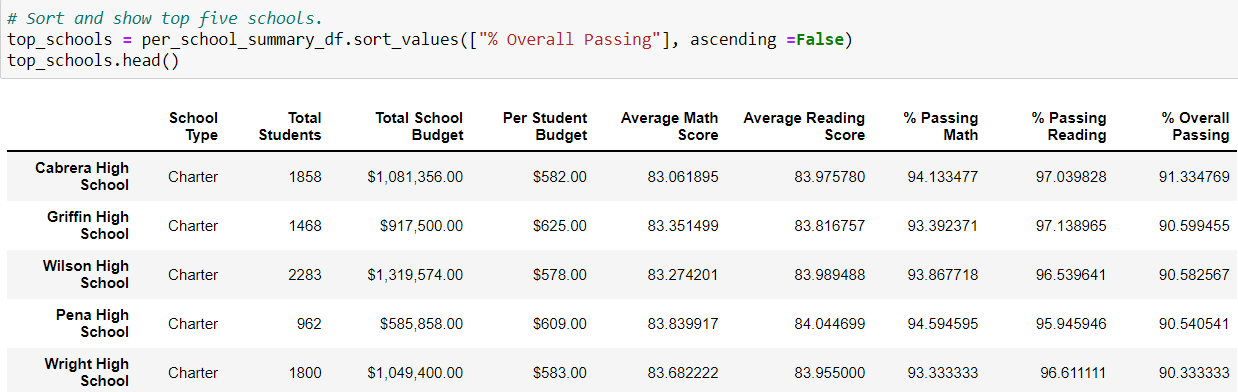 # Sort and show top five schools.
top_schools = per_school_summary_df.sort_values(["% Overall Passing"], ascending =False)
top_schools.head()
School Type Total Students Total School Budget Per Student Budget Average Math Score Average Reading Score % Passing Math % Passing Reading % Overall Passing
Cabrera High School Charter 1858 $1,081,356.00 $582.00 83.061895 83.975780 94.133477 97.039828 91.334769
Griffin High School Charter 1468 $917,500.00 $625.00 83.351499 83.816757 93.392371 97.138965 90.599455
Wilson High School Charter 2283 $1,319,574.00 $578.00 83.274201 83.989488 93.867718 96.539641 90.582567
Pena High School Charter 962 $585,858.00 $609.00 83.839917 84.044699 94.594595 95.945946 90.540541
Wright High School Charter 1800 $1,049,400.00 $583.00 83.682222 83.955000 93.333333 96.611111 90.333333